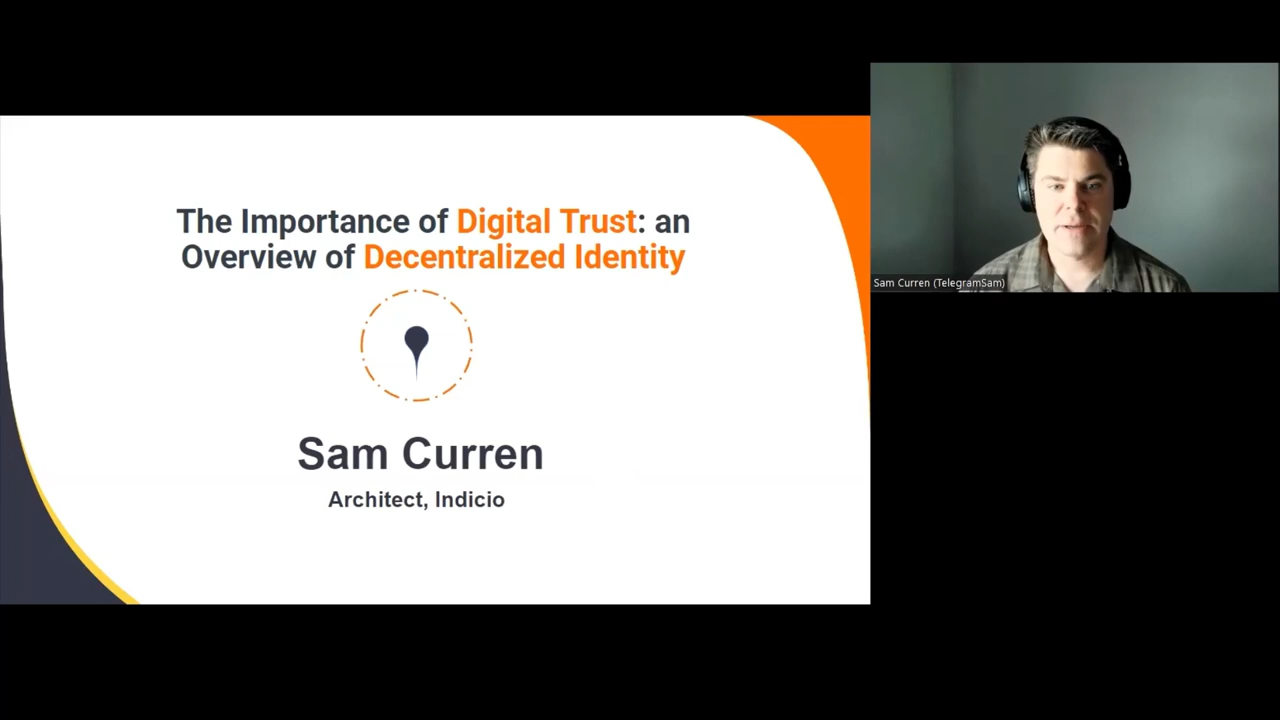 The Importance of Digital Trust: an
Overview of Decentralized Identity
Sam Curren
Architect, Indicio
Sam Curren (TelegramSam)